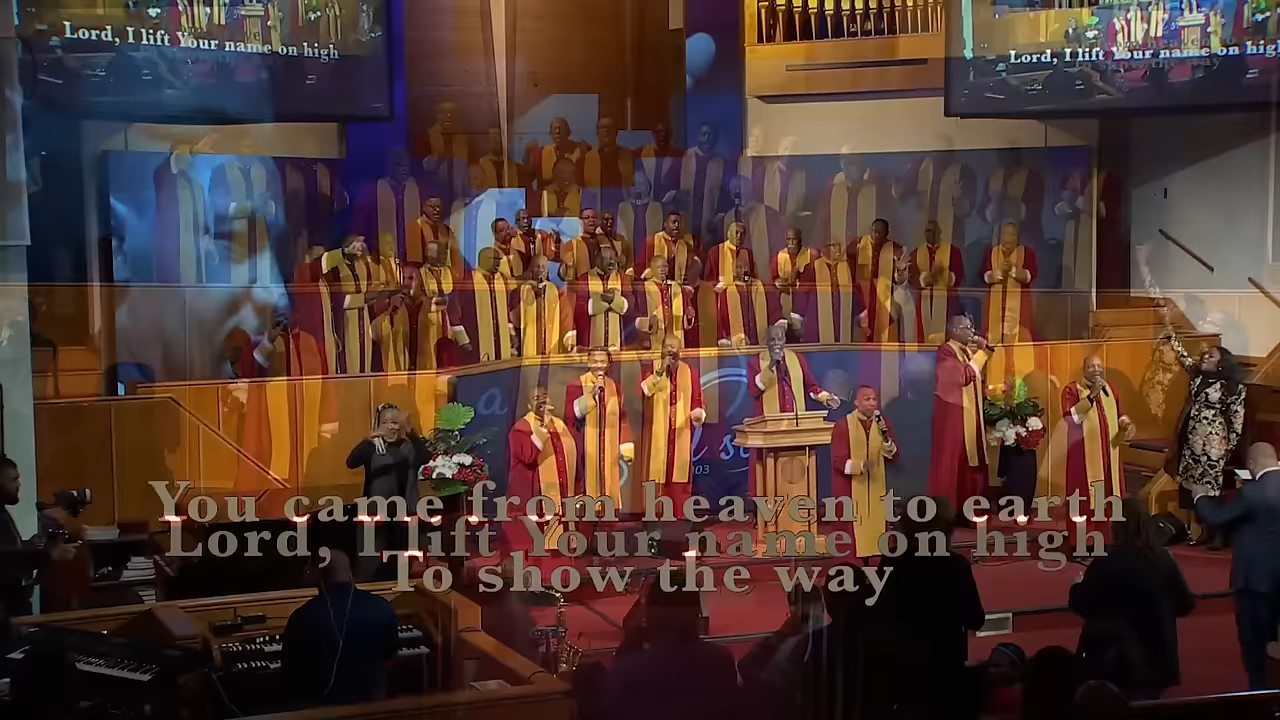 Lord, I lift Your name on high
Lord, I lift Your name on high
You came from heaven to earth
Lord, I lift Your name on high
To show the way